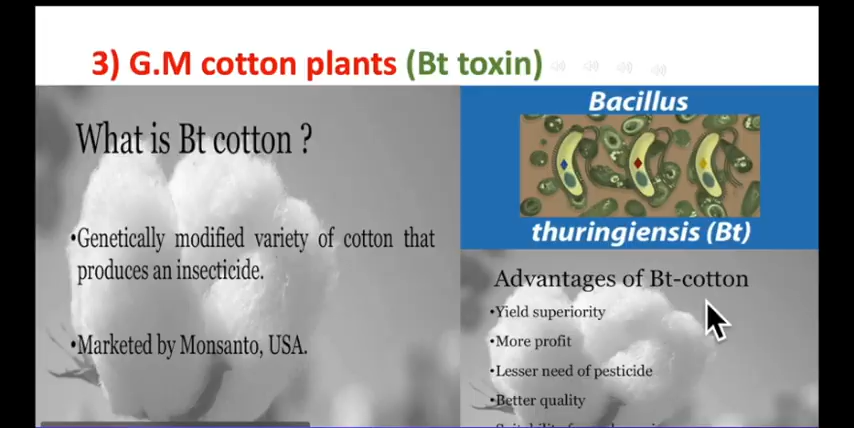 3) G.M cotton plants (Bt toxin)
What is Bt cotton ?
•Genetically modified variety of cotton that
produces an insecticide.
•Marketed by Monsanto, USA.
Bacillus
thuringiensis (Bt)
Advantages of Bt-cotton
•Yield superiority
•More profit
•Lesser need of pesticide
•Better quality